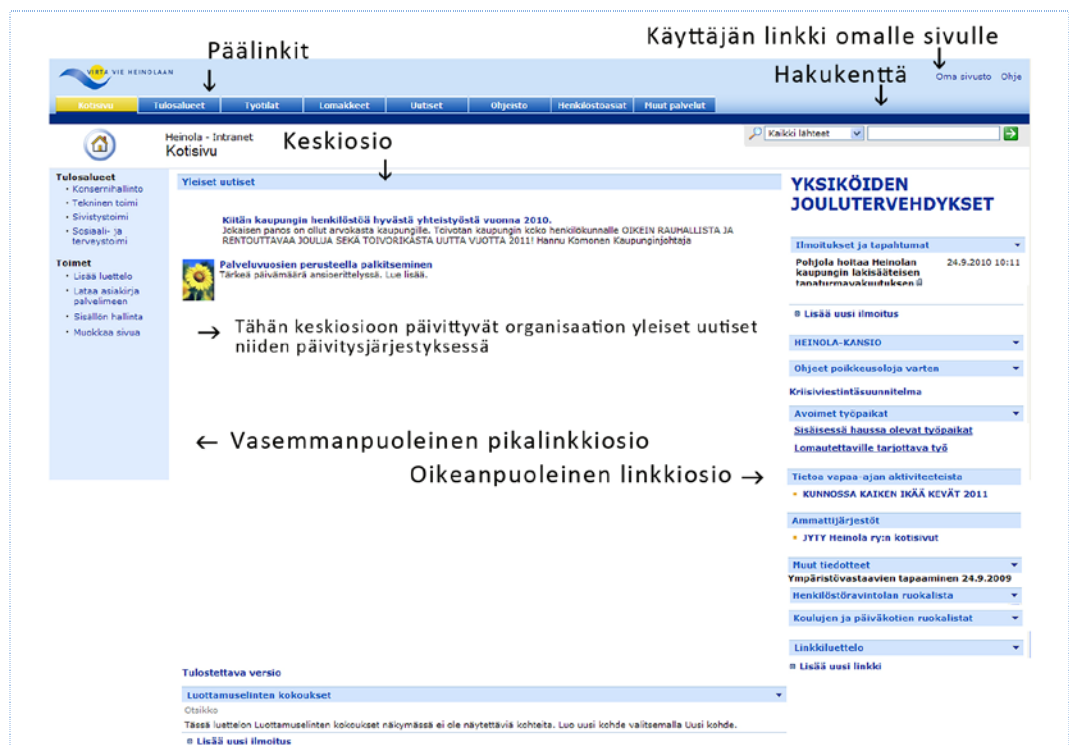 Päälinkit
Käyttäjän linkki omalle sivulle
Hakukenttä
VIRTA VIE HEINOLAAN
Oma sivusto Ohje
Kotisivu Tulosalueet Työtilat Lomakkeet Uutiset Ohjeisto Henkilöstöasiat Muut palvelut
Heinola - Intranet
Kotisivu
Keskiosio
Kaikki lähteet
Tulosalueet
Konsernihallinto
Tekninen toimi
Sivistystoimi
Sosiaali- ja
terveystoimi
Toimet
Lisää luettelo
Lataa asiakirja
palvelimeen
Sisällön hallinta
Muokkaa sivua
Yleiset uutiset
Kiitän kaupungin henkilöstöä hyvästä yhteistyöstä vuonna 2010.
Jokaisen panos on ollut arvokasta kaupungille. Toivotan kaupungin koko henkilökunnalle OIKEIN RAUHALLISTA JA
RENTOUTTAVAA JOULUA SEKÄ TOIVORIKASTA UUTTA VUOTTA 2011! Hannu Komonen Kaupunginjohtaja
Palveluvuosien perusteella palkitseminen
Tärkeä päivämäärä ansioerittelyssä. Lue lisää.
→ Tähän keskiosioon päivittyvät organisaation yleiset uutiset
niiden päivitysjärjestyksessä
← Vasemmanpuoleinen pikalinkkiosio
Oikeanpuoleinen linkkiosio →
YKSIKÖIDEN
JOULUTERVEHDYKSET
Ilmoitukset ja tapahtumat
Pohjola hoitaa Heinolan 24.9.2010 10:11
kaupungin lakisääteisen
tapaturmavakuutuksen
Lisää uusi ilmoitus
HEINOLA-KANSIO
Ohjeet poikkeusoloja varten
Kriisiviestintäsuunnitelma
Avoimet työpaikat
Sisäisessä haussa olevat työpaikat
Lomautettaville tarjottava työ
Tietoa vapaa-ajan aktiviteeteista
KUNNOSSA KAIKEN IKÄÄ KEVÄT 2011
Ammattijärjestöt
JYTY Heinola ry:n kotisivut
Muut tiedotteet
Ympäristövastaavien tapaaminen 24.9.2009
Henkilöstöravintolan ruokalista
Koulujen ja päiväkotien ruokalistat
Linkkiluettelo
Lisää uusi linkki
Tulostettava versio
Luottamuselinten kokoukset
Otsikko
Tässä luettelon Luottamuselinten kokoukset näkymässä ei ole näytettäviä kohteita. Luo uusi kohde valitsemalla Uusi kohde.
Lisää uusi ilmoitus